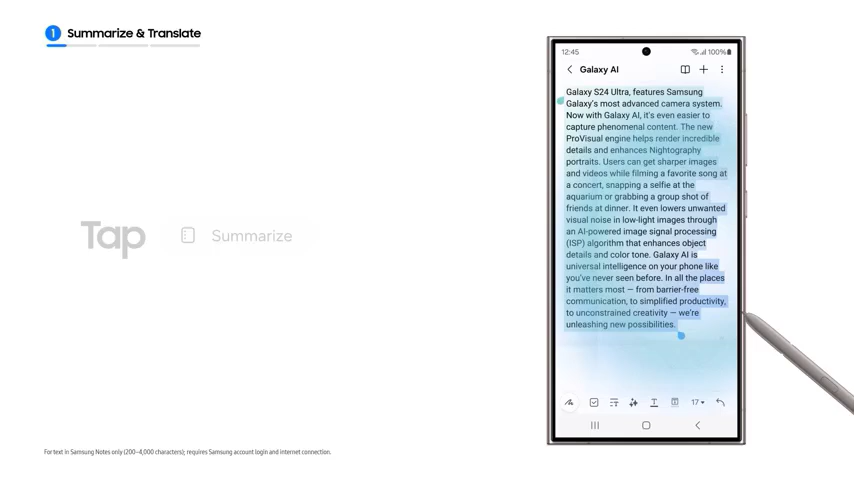 1 Summarize & Translate
Tap Summarize
For text in Samsung Notes only (200–4,000 characters); requires Samsung account login and internet connection.
12:45 100%
Galaxy AI
Galaxy S24 Ultra, features Samsung
Galaxy's most advanced camera system.
Now with Galaxy AI, it's even easier to
capture phenomenal content. The new
ProVisual engine helps render incredible
details and enhances Nightography
portraits. Users can get sharper images
and videos while filming a favorite song at
a concert, snapping a selfie at the
aquarium or grabbing a group shot of
friends at dinner. It even lowers unwanted
visual noise in low-light images through
an AI-powered image signal processing
(ISP) algorithm that enhances object
details and color tone. Galaxy AI is
universal intelligence on your phone like
you've never seen before. In all the places
it matters most — from barrier-free
communication, to simplified productivity,
to unconstrained creativity — we're
unleashing new possibilities.
17